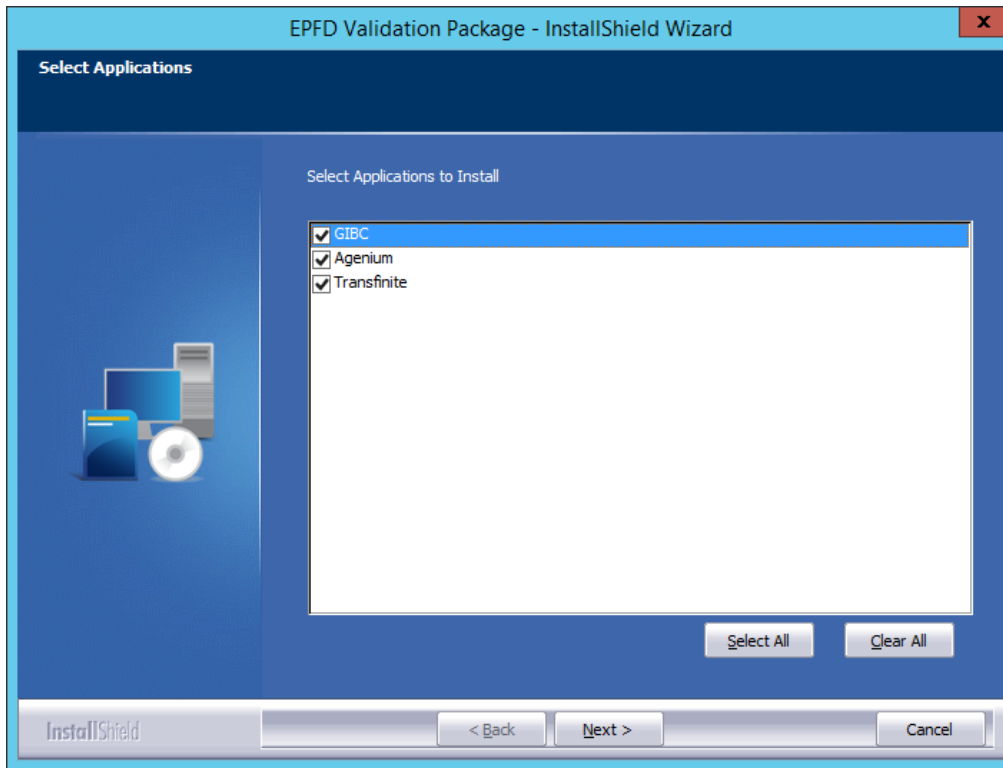 EPFD Validation Package - InstallShield Wizard
x
Select Applications
Select Applications to Install
GIBC
Agenium
Transfinite
Select All
Clear All
InstallShield
< Back
Next >
Cancel